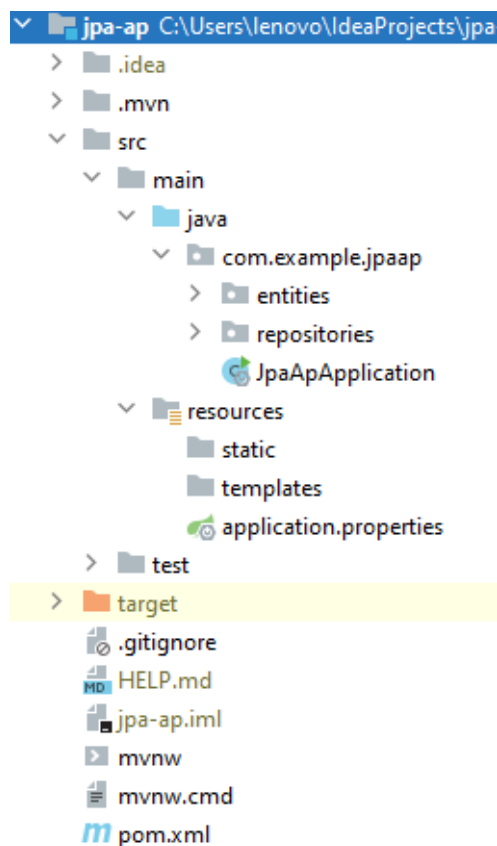 jpa-ap C:\Users\lenovo\IdeaProjects\jpa-
.idea
.mvn
src
main
java
com.example.jpaap
entities
repositories
JpaApApplication
resources
static
templates
application.properties
test
target
.gitignore
MD HELP.md
jpa-ap.iml
mvnw
mvnw.cmd
m pom.xml